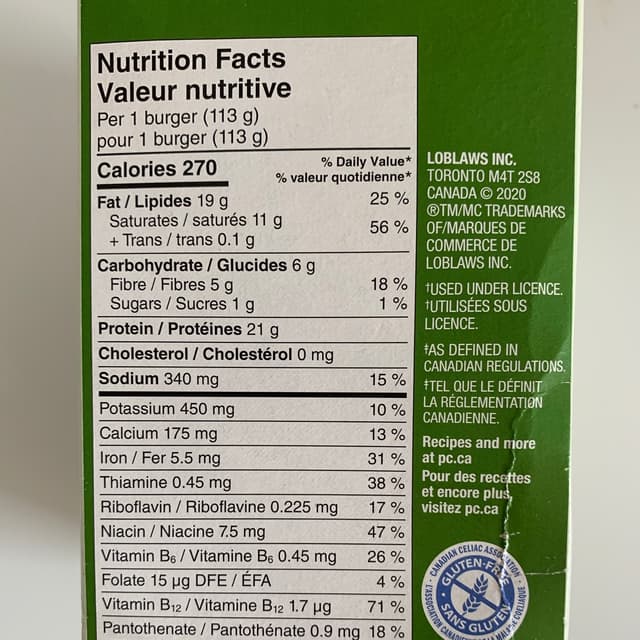 Nutrition Facts
Valeur nutritive
Per 1 burger (113 g)
pour 1 burger (113 g)
Calories 270
% Daily Value*
% valeur quotidienne*
Fat / Lipides 19 g 25 %
Saturates / saturés 11 g
+ Trans / trans 0.1 g 56 %
Carbohydrate / Glucides 6 g
Fibre / Fibres 5 g 18 %
Sugars / Sucres 1 g 1 %
Protein / Protéines 21 g
Cholesterol / Cholestérol 0 mg
Sodium 340 mg 15 %
Potassium 450 mg 10 %
Calcium 175 mg 13 %
Iron / Fer 5.5 mg 31 %
Thiamine 0.45 mg 38 %
Riboflavin / Riboflavine 0.225 mg 17 %
Niacin / Niacine 7.5 mg 47 %
Vitamin B6 / Vitamine B6 0.45 mg 26 %
Folate 15 µg DFE / ÉFA 4 %
Vitamin B12 / Vitamine B12 1.7 µg 71 %
Pantothenate / Pantothénate 0.9 mg 18 %
LOBLAWS INC.
TORONTO M4T 2S8
CANADA © 2020
®TM/MC TRADEMARKS
OF/MARQUES DE
COMMERCE DE
LOBLAWS INC.
†USED UNDER LICENCE.
†UTILISÉES SOUS
LICENCE.
‡AS DEFINED IN
CANADIAN REGULATIONS.
‡TEL QUE LE DÉFINIT
LA RÉGLEMENTATION
CANADIENNE.
Recipes and more
at pc.ca
Pour des recettes
et encore plus,
visitez pc.ca
CANADIAN CELIAC ASSOCIATION
GLUTEN-FREE
SANS GLUTEN